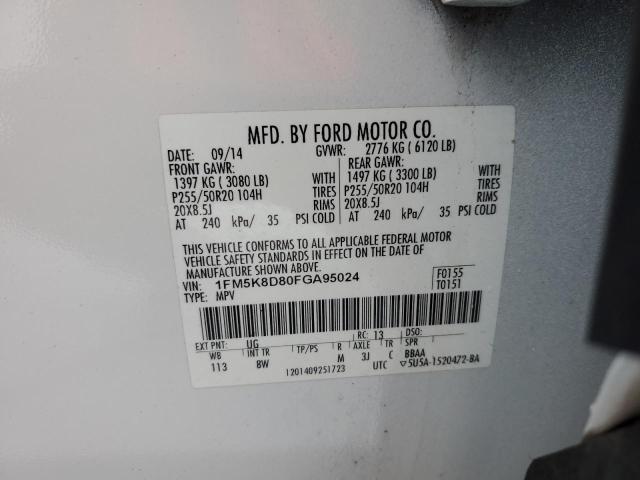 MFD. BY FORD MOTOR CO.
DATE: 09/14 GVWR: 2776 KG ( 6120 LB)
FRONT GAWR: REAR GAWR:
1397 KG ( 3080 LB) WITH 1497 KG ( 3300 LB) WITH
P255/50R20 104H TIRES P255/50R20 104H TIRES
20X8.5J RIMS 20X8.5J RIMS
AT 240 kPa/ 35 PSI COLD AT 240 kPa/ 35 PSI COLD
THIS VEHICLE CONFORMS TO ALL APPLICABLE FEDERAL MOTOR
VEHICLE SAFETY STANDARDS IN EFFECT ON THE DATE OF
MANUFACTURE SHOWN ABOVE.
VIN: 1FM5K8D80FGA95024 F0155
TYPE: MPV T0151
EXT PNT: UG RC: 13 DSO:
WB INT TR TP/PS R AXLE TR SPR
113 8W M 3J C BBAA
1201409251723 UTC ▽5U5A-1520472-BA